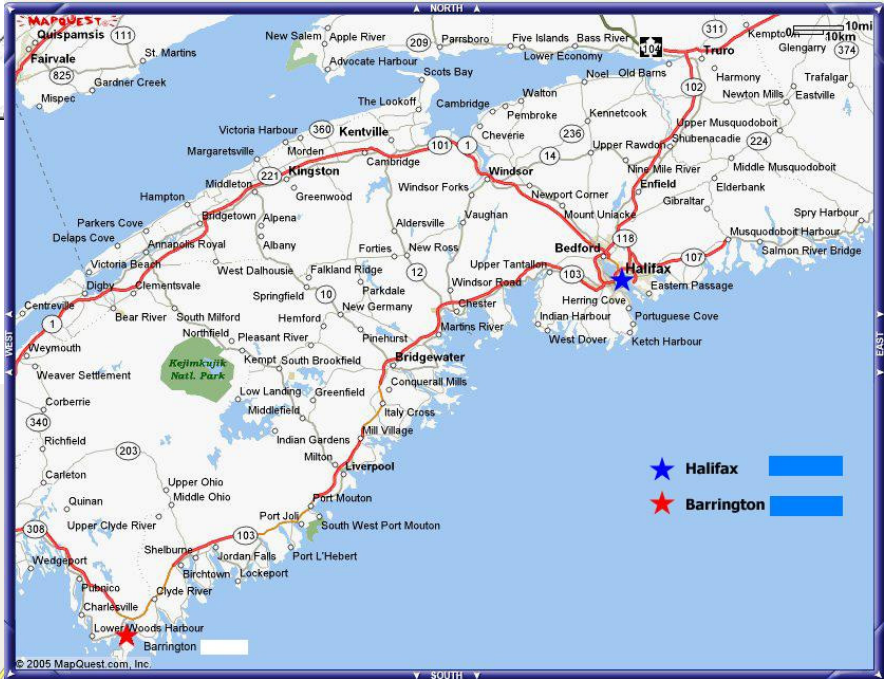 NORTH
MAPQUEST
Quispamsis
111
Fairvale
825
St. Martins
Gardner Creek
Mispec
New Salem
Apple River
209
Parrsboro
Five Islands
Bass River
104
Truro
311
Kemptown
0 10mi
10km
Glengarry
374
Advocate Harbour
Lower Economy
Scots Bay
Noel
Old Barns
Harmony
Trafalgar
102
Newton Mills
Eastville
The Lookoff
Cambridge
Walton
Pembroke
Kennetcook
Upper Musquodoboit
Victoria Harbour
360
Kentville
Cheverie
236
Shubenacadie
224
Margaretsville
Morden
101
1
Upper Rawdon
14
Cambridge
Middle Musquodoboit
221
Kingston
Windsor
Nine Mile River
Middleton
Greenwood
Windsor Forks
Enfield
Elderbank
Hampton
Newport Corner
Gibraltar
Parkers Cove
Bridgetown
Alpena
Aldersville
Vaughan
Mount Uniacke
Spry Harbour
Delaps Cove
Annapolis Royal
Albany
Forties
New Ross
Bedford
118
Musquodoboit Harbour
Victoria Beach
West Dalhousie
Falkland Ridge
12
Upper Tantallon
103
Halifax
107
Salmon River Bridge
Digby
Clementsvale
Springfield
10
Parkdale
Windsor Road
Eastern Passage
Centreville
Bear River
South Milford
New Germany
Chester
Herring Cove
Portuguese Cove
1
Northfield
Hemford
Martins River
Indian Harbour
WEST
EAST
Weymouth
Pleasant River
Pinehurst
West Dover
Ketch Harbour
Kejimkujik
Natl. Park
Kempt
South Brookfield
Bridgewater
Weaver Settlement
Conquerall Mills
Low Landing
Greenfield
Corberrie
Middlefield
Italy Cross
340
Indian Gardens
Mill Village
Richfield
203
Milton
Liverpool
Halifax
Carleton
Upper Ohio
Middle Ohio
Port Mouton
Barrington
Quinan
Upper Clyde River
Port Joli
South West Port Mouton
308
103
Shelburne
Jordan Falls
Port L'Hebert
Wedgeport
Birchtown
Lockeport
Pubnico
Clyde River
Charlesville
Lower Woods Harbour
Barrington
© 2005 MapQuest.com, Inc.
SOUTH